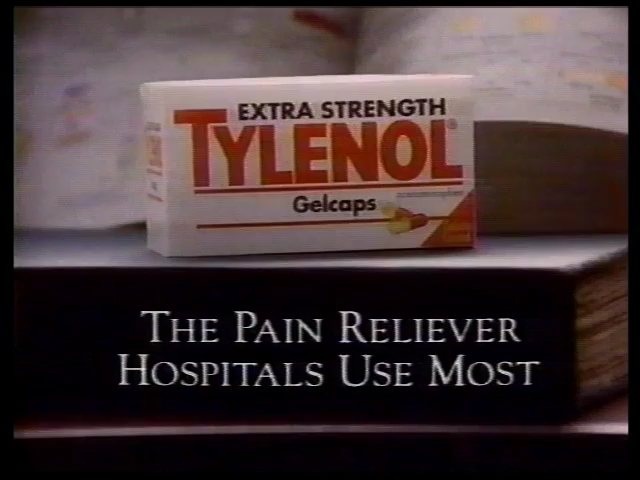 EXTRA STRENGTH
TYLENOL®
Gelcaps
THE PAIN RELIEVER
HOSPITALS USE MOST